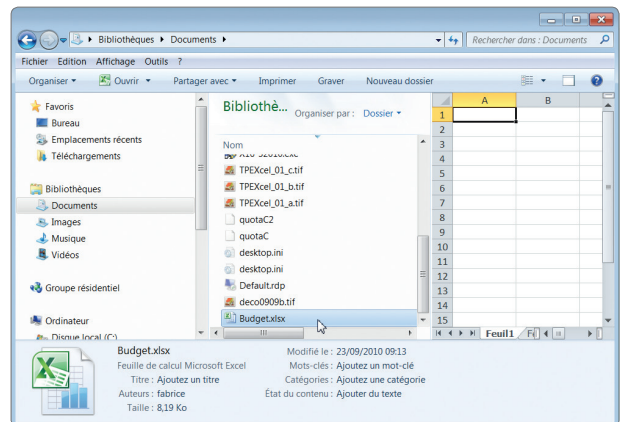 Bibliothèques Documents Rechercher dans : Documents
Fichier Edition Affichage Outils ?
Organiser Ouvrir Partager avec Imprimer Graver Nouveau dossier
Favoris
Bureau
Emplacements récents
Téléchargements
Bibliothèques
Documents
Images
Musique
Vidéos
Groupe résidentiel
Ordinateur
Disque local (C:)
Bibliothè... Organiser par : Dossier
Nom
TPEXcel_01_c.tif
TPEXcel_01_b.tif
TPEXcel_01_a.tif
quotaC2
quotaC
desktop.ini
desktop.ini
Default.rdp
deco0909b.tif
Budget.xlsx
A B
1
2
3
4
5
6
7
8
9
10
11
12
13
14
15
Feuil1
Budget.xlsx
Feuille de calcul Microsoft Excel
Titre : Ajoutez un titre
Auteurs : fabrice
Taille : 8,19 Ko
Modifié le : 23/09/2010 09:13
Mots-clés : Ajoutez un mot-clé
Catégories : Ajoutez une catégorie
État du contenu : Ajouter du texte